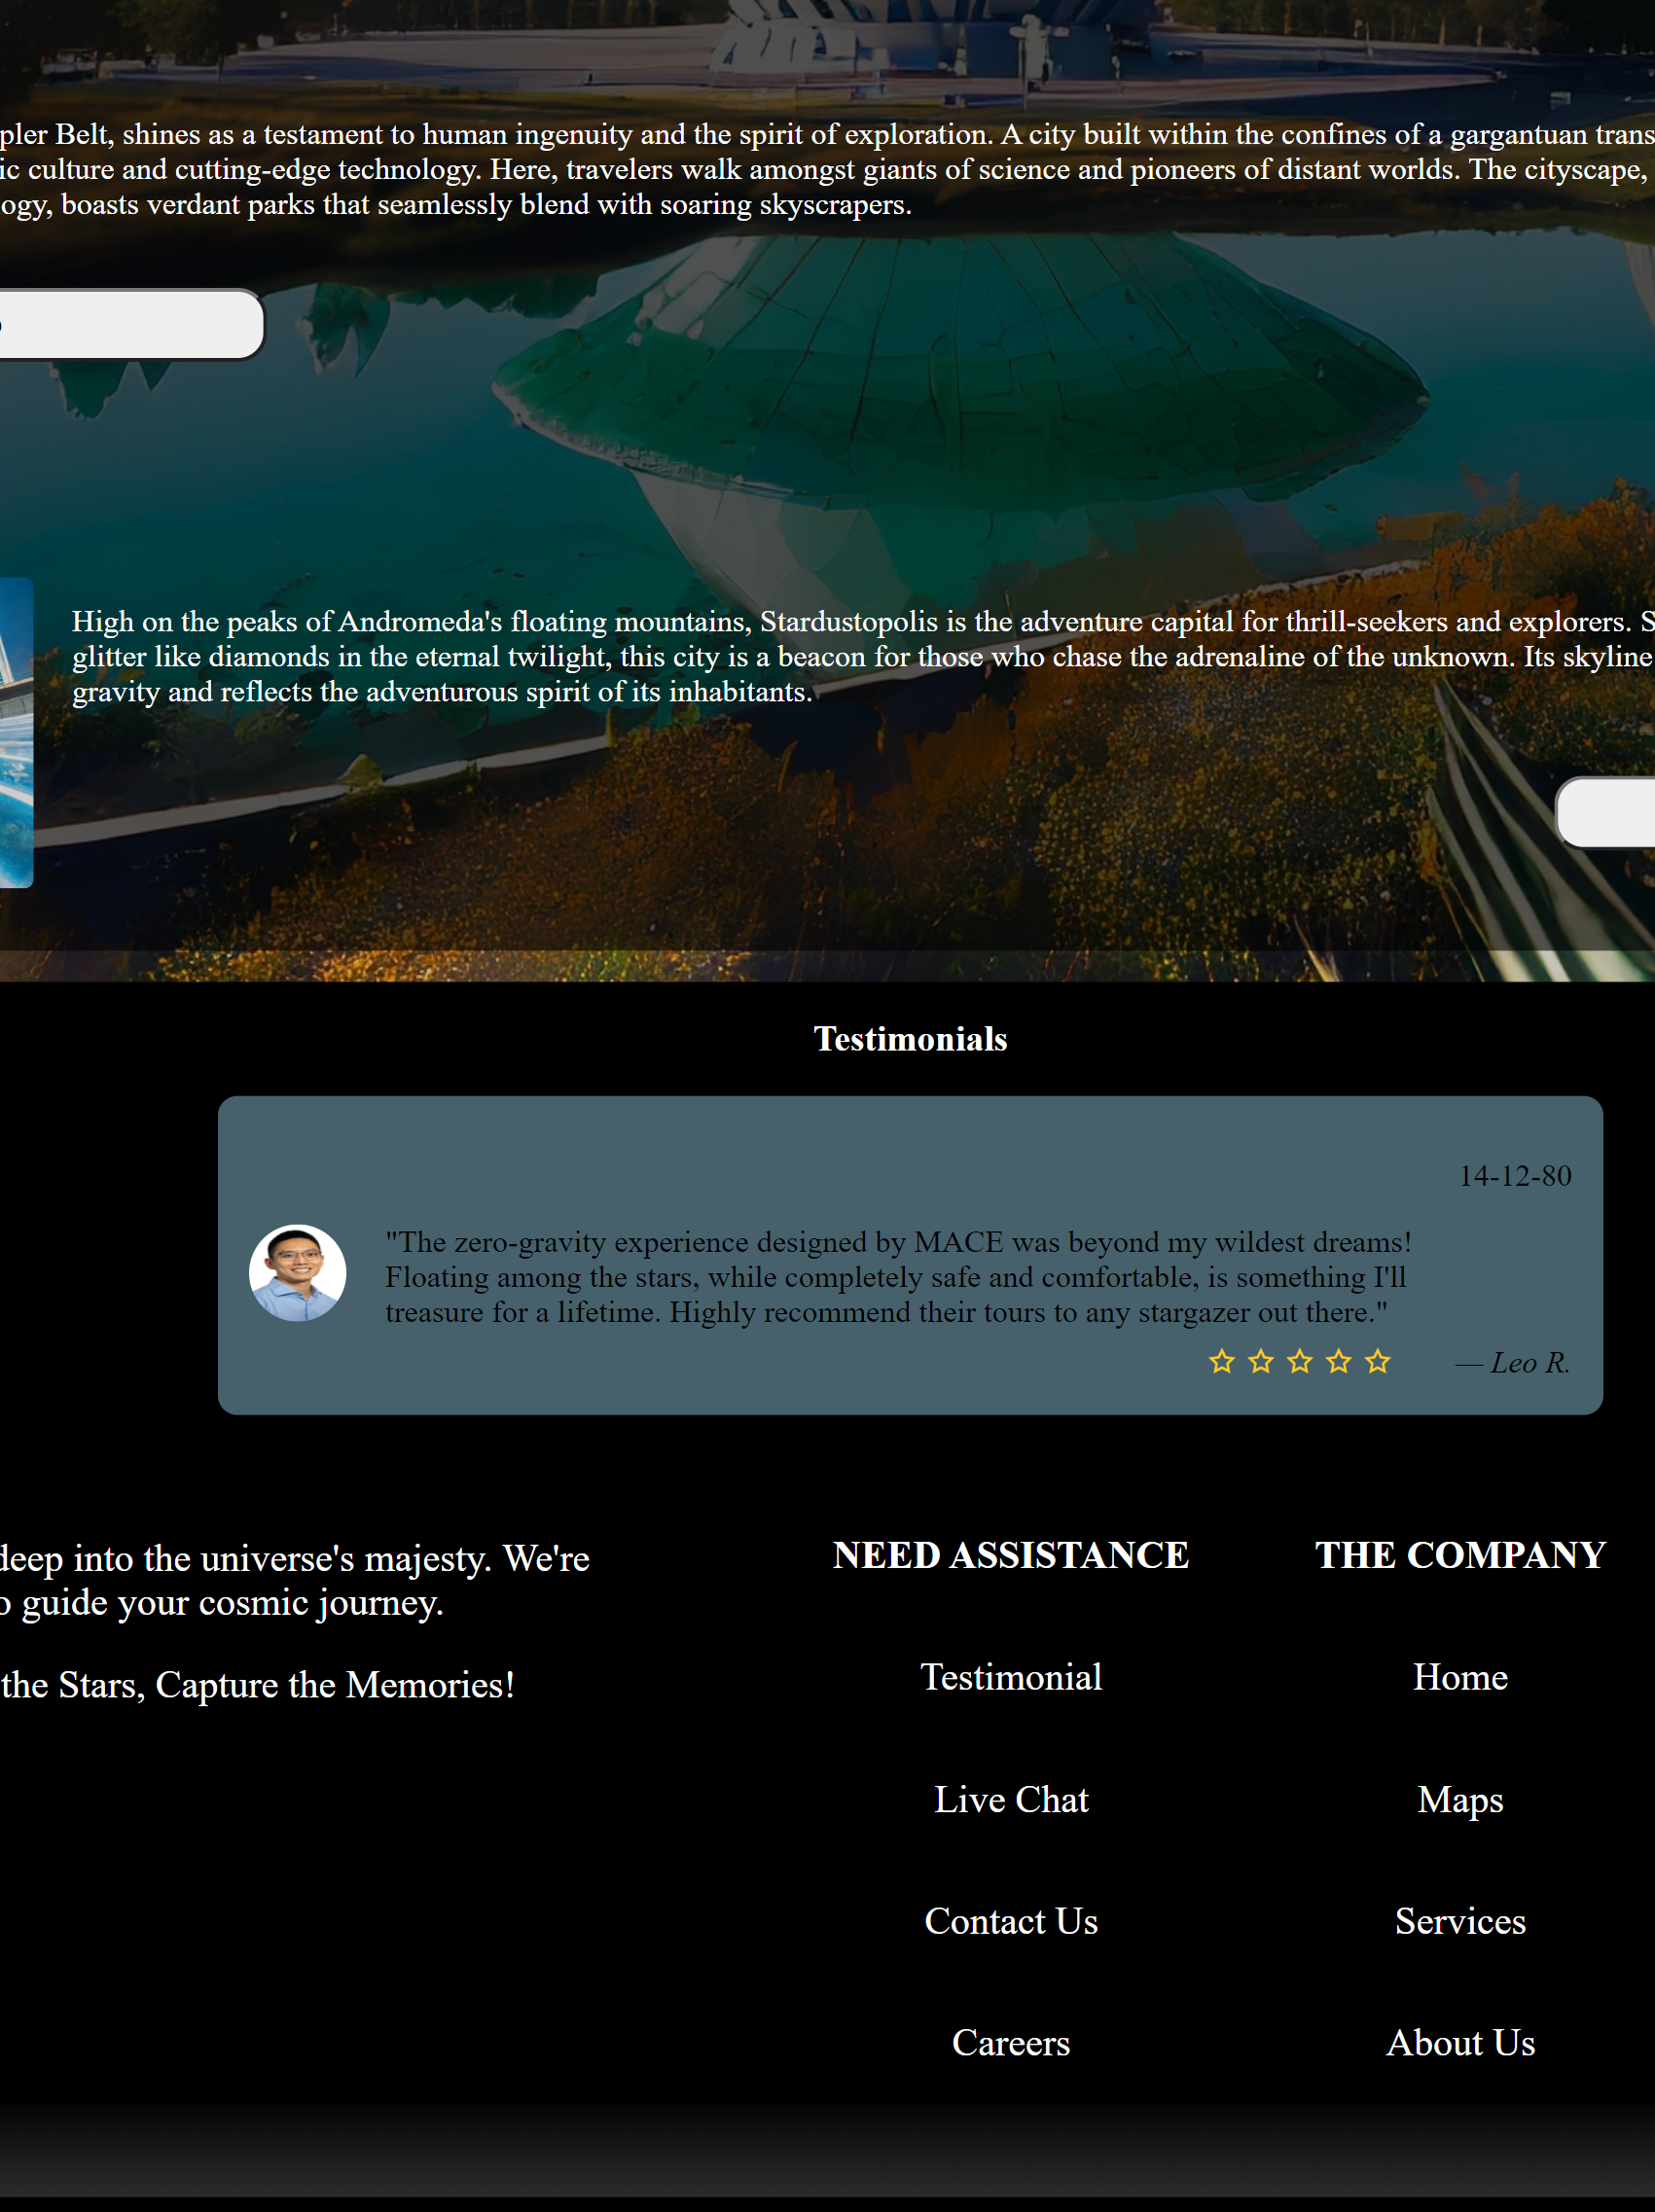 pler Belt, shines as a testament to human ingenuity and the spirit of exploration. A city built within the confines of a gargantuan trans
ic culture and cutting-edge technology. Here, travelers walk amongst giants of science and pioneers of distant worlds. The cityscape,
ogy, boasts verdant parks that seamlessly blend with soaring skyscrapers.
High on the peaks of Andromeda's floating mountains, Stardustopolis is the adventure capital for thrill-seekers and explorers. S
glitter like diamonds in the eternal twilight, this city is a beacon for those who chase the adrenaline of the unknown. Its skyline
gravity and reflects the adventurous spirit of its inhabitants.
Testimonials
14-12-80
"The zero-gravity experience designed by MACE was beyond my wildest dreams!
Floating among the stars, while completely safe and comfortable, is something I'll
treasure for a lifetime. Highly recommend their tours to any stargazer out there."
— Leo R.
deep into the universe's majesty. We're
o guide your cosmic journey.
the Stars, Capture the Memories!
NEED ASSISTANCE
Testimonial
Live Chat
Contact Us
Careers
THE COMPANY
Home
Maps
Services
About Us